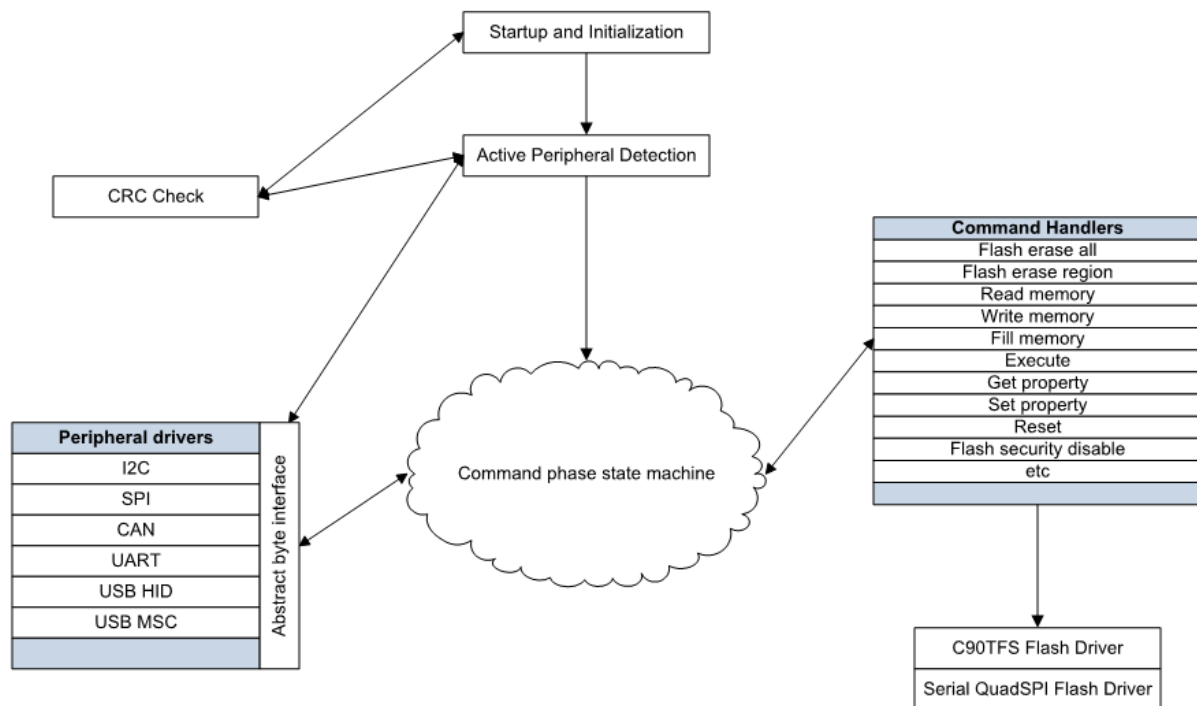 Startup and Initialization
Active Peripheral Detection
CRC Check
Command Handlers
Flash erase all
Flash erase region
Read memory
Write memory
Fill memory
Execute
Get property
Set property
Reset
Flash security disable
etc
Peripheral drivers
I2C
SPI
CAN
UART
USB HID
USB MSC
Abstract byte interface
Command phase state machine
C90TFS Flash Driver
Serial QuadSPI Flash Driver